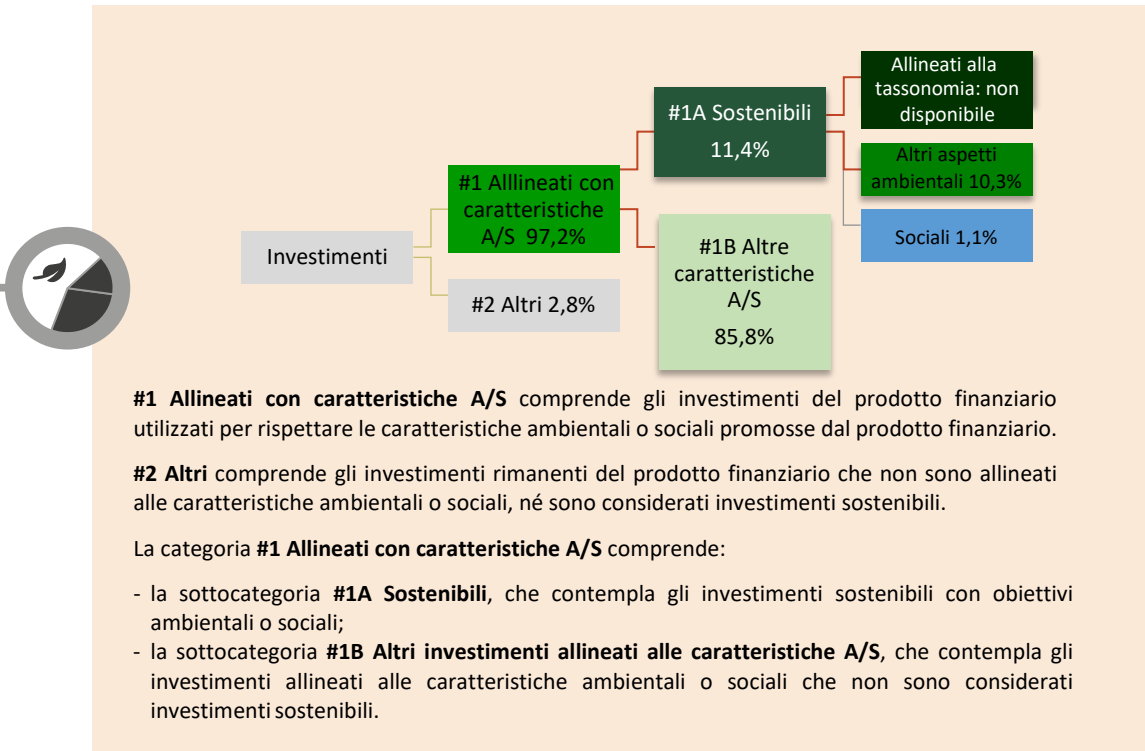 Allineati alla
tassonomia: non
disponibile
#1A Sostenibili
11,4%
Altri aspetti
ambientali 10,3%
#1 Alllineati con
caratteristiche
A/S 97,2%
Sociali 1,1%
Investimenti
#1B Altre
caratteristiche
A/S
85,8%
#2 Altri 2,8%
#1 Allineati con caratteristiche A/S comprende gli investimenti del prodotto finanziario
utilizzati per rispettare le caratteristiche ambientali o sociali promosse dal prodotto finanziario.
#2 Altri comprende gli investimenti rimanenti del prodotto finanziario che non sono allineati
alle caratteristiche ambientali o sociali, né sono considerati investimenti sostenibili.
La categoria #1 Allineati con caratteristiche A/S comprende:
- la sottocategoria #1A Sostenibili, che contempla gli investimenti sostenibili con obiettivi
ambientali o sociali;
- la sottocategoria #1B Altri investimenti allineati alle caratteristiche A/S, che contempla gli
investimenti allineati alle caratteristiche ambientali o sociali che non sono considerati
investimenti sostenibili.